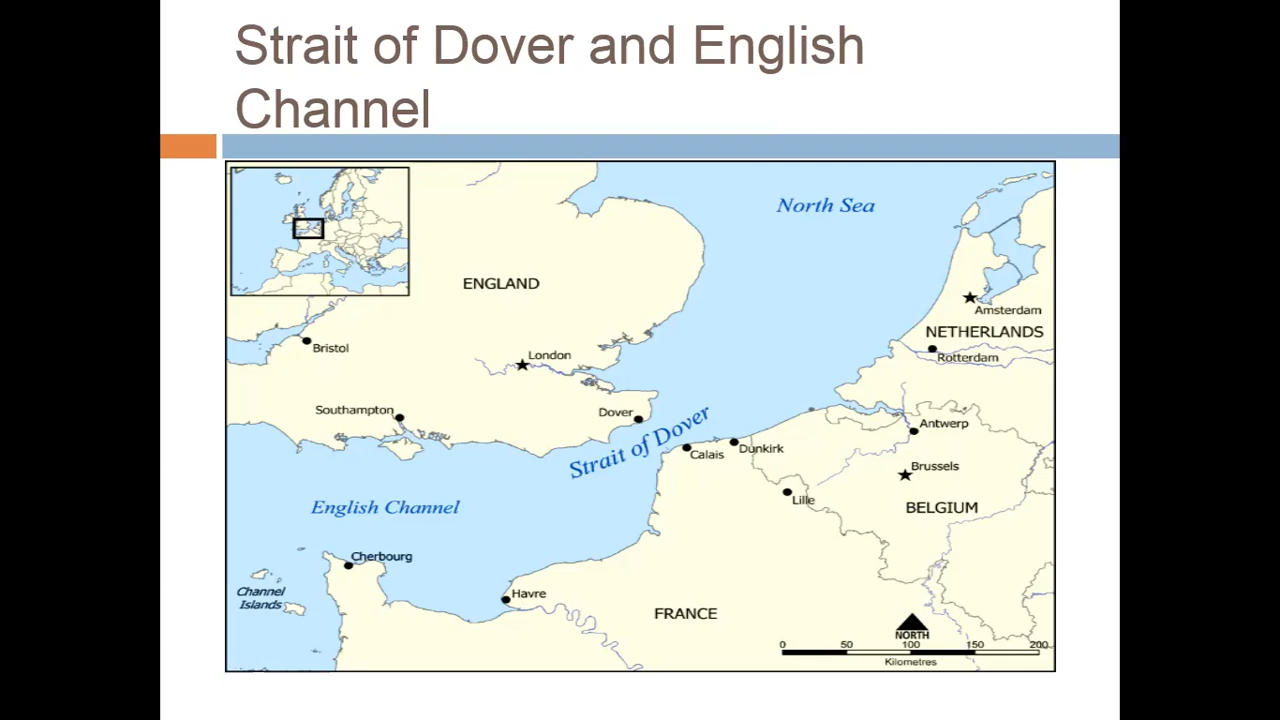 Strait of Dover and English
Channel
North Sea
ENGLAND
Amsterdam
NETHERLANDS
Bristol
London
Rotterdam
Southampton
Dover
Strait of Dover
Antwerp
Calais
Dunkirk
Brussels
Lille
English Channel
BELGIUM
Cherbourg
Channel
Islands
Havre
FRANCE
NORTH
0 50 100 150 200
Kilometres